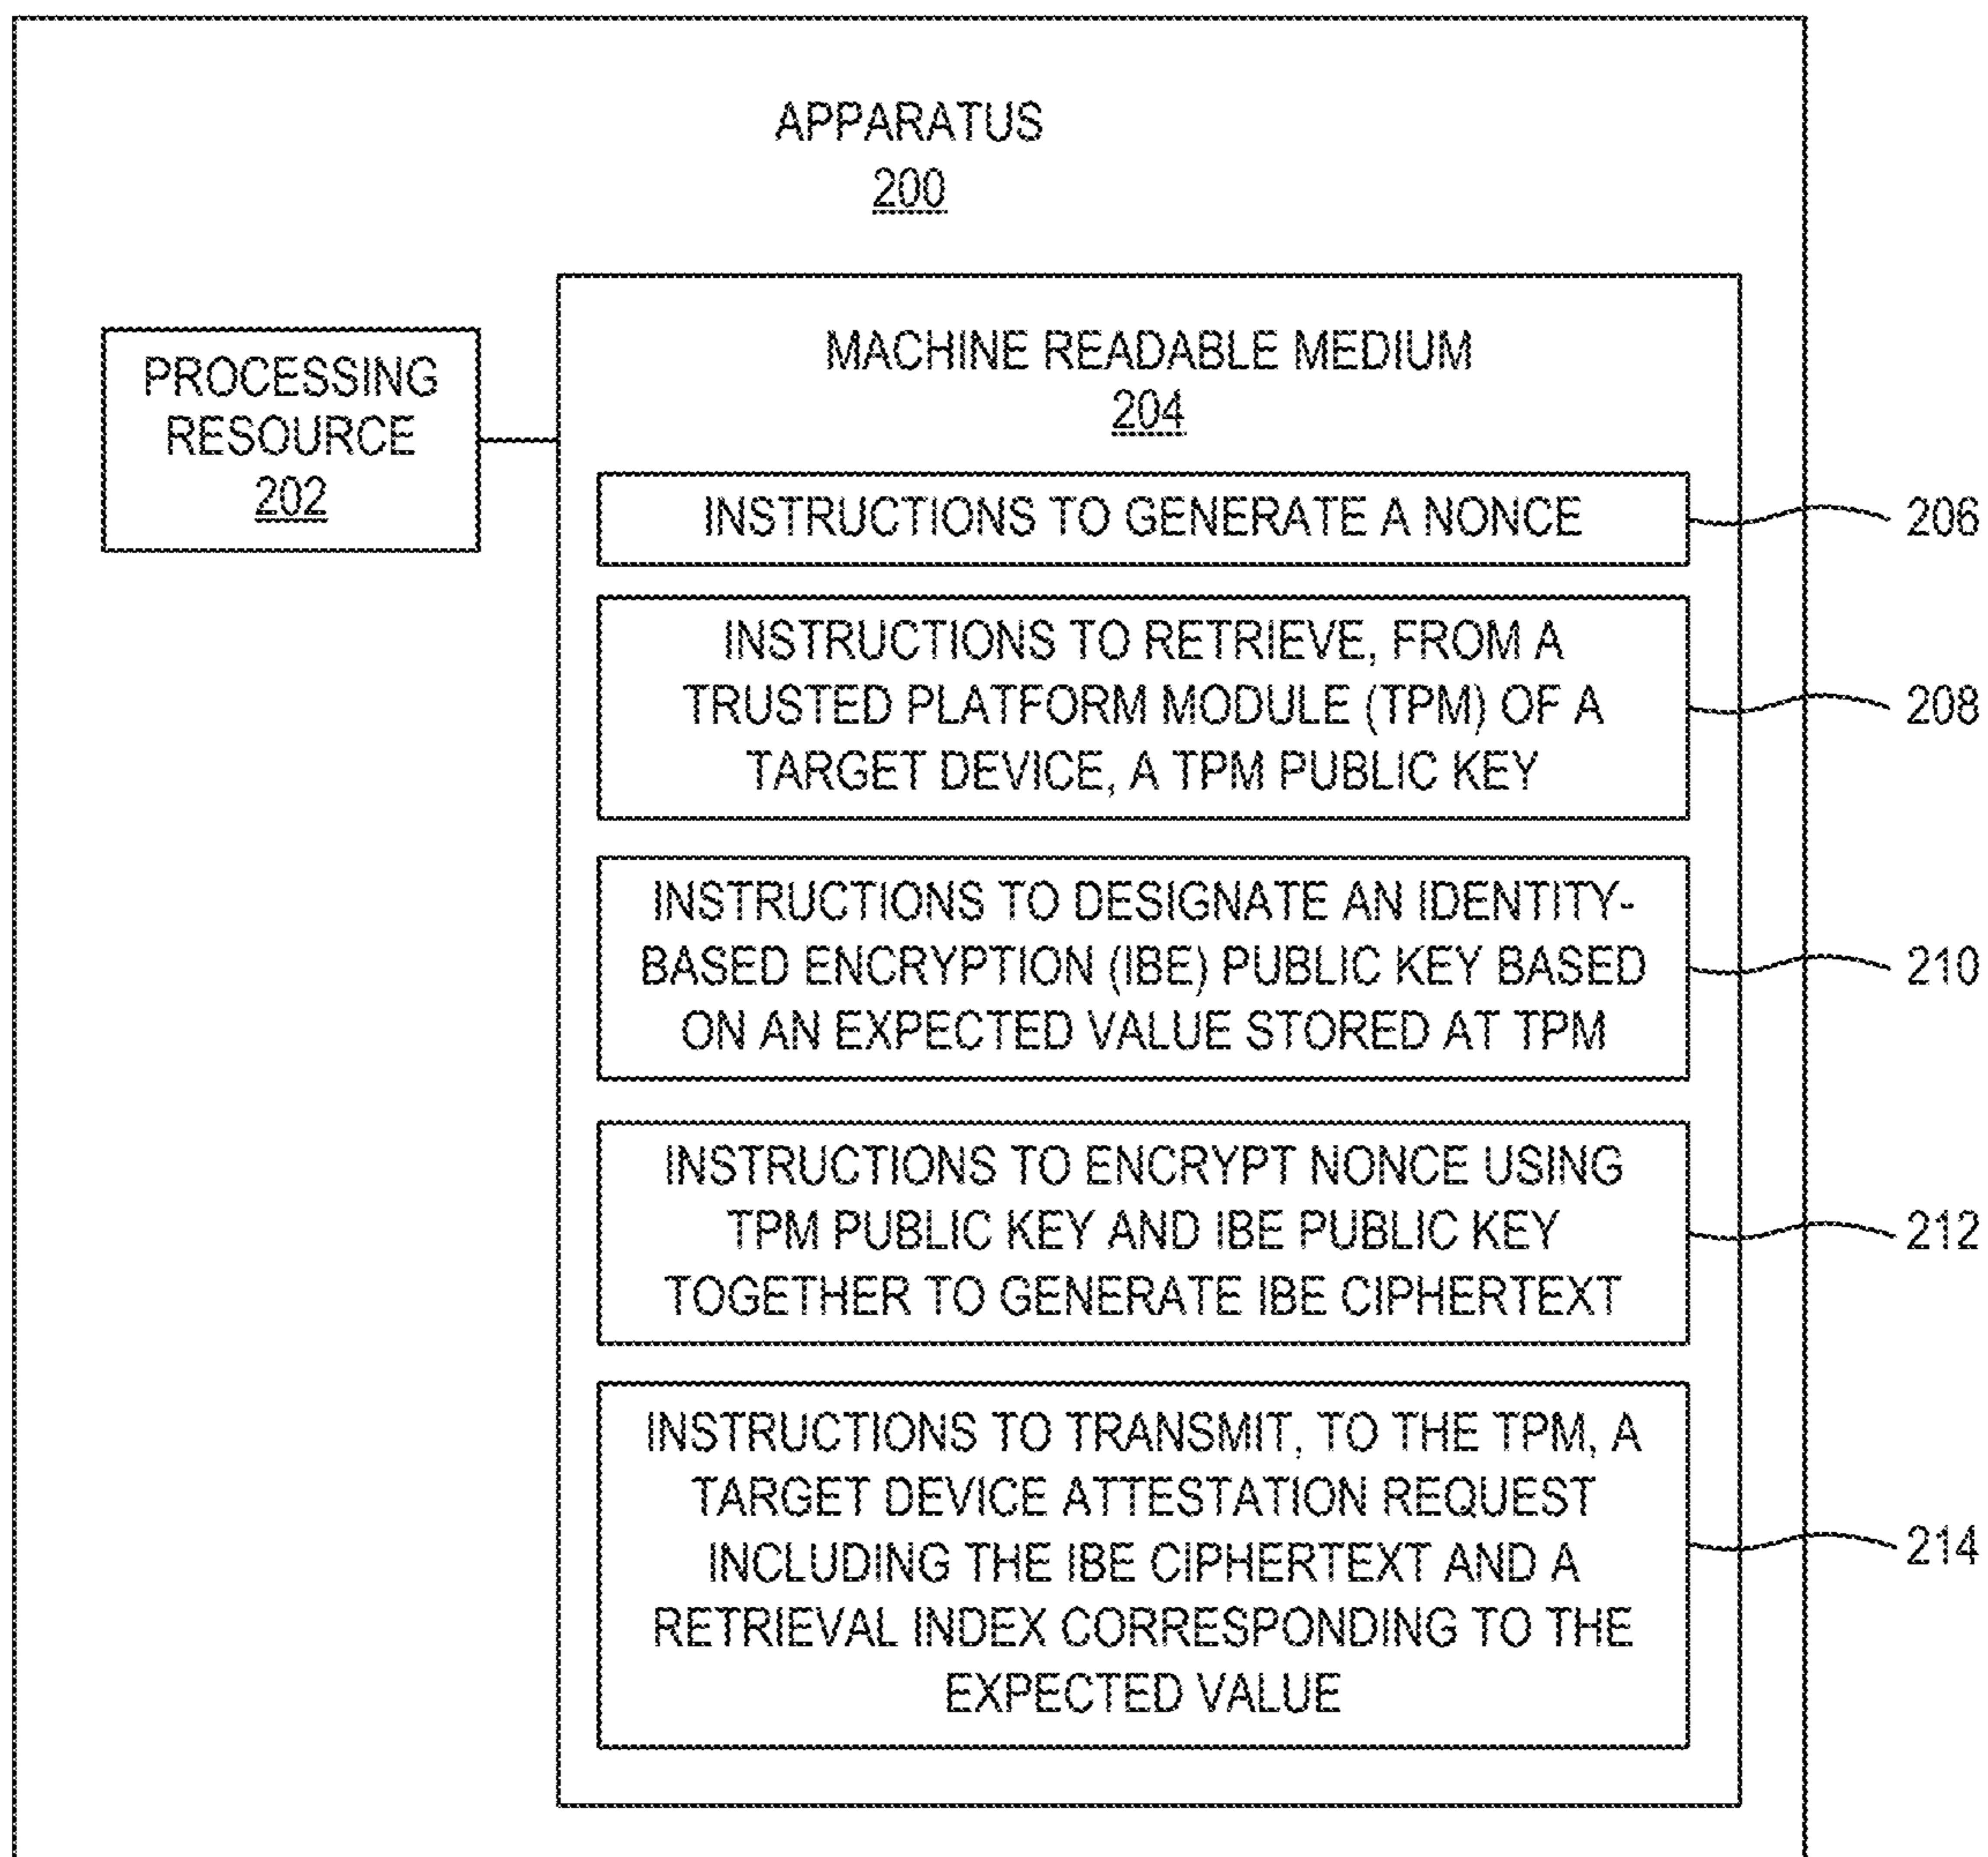 APPARATUS
200
PROCESSING
RESOURCE
202
MACHINE READABLE MEDIUM
204
INSTRUCTIONS TO GENERATE A NONCE
206
INSTRUCTIONS TO RETRIEVE, FROM A
TRUSTED PLATFORM MODULE (TPM) OF A
TARGET DEVICE, A TPM PUBLIC KEY
208
INSTRUCTIONS TO DESIGNATE AN IDENTITY-
BASED ENCRYPTION (IBE) PUBLIC KEY BASED
ON AN EXPECTED VALUE STORED AT TPM
210
INSTRUCTIONS TO ENCRYPT NONCE USING
TPM PUBLIC KEY AND IBE PUBLIC KEY
TOGETHER TO GENERATE IBE CIPHERTEXT
212
INSTRUCTIONS TO TRANSMIT, TO THE TPM, A
TARGET DEVICE ATTESTATION REQUEST
INCLUDING THE IBE CIPHERTEXT AND A
RETRIEVAL INDEX CORRESPONDING TO THE
EXPECTED VALUE
214